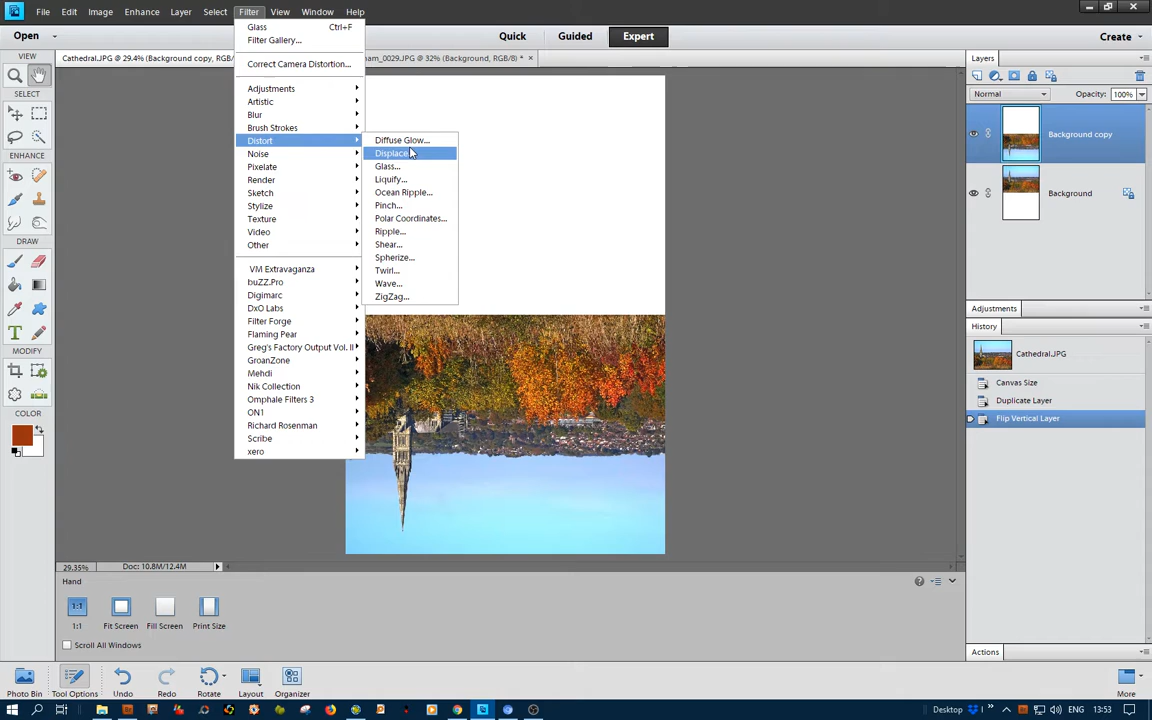 File Edit Image Enhance Layer Select Filter View Window Help
Open Quick Guided Expert Create
VIEW
Cathedral.JPG @ 29.4% (Background copy, RGB/ am_0029.JPG @ 32% (Background, RGB/8) * ×
Glass Ctrl+F
Filter Gallery...
Correct Camera Distortion...
Adjustments
Artistic
Blur
Brush Strokes
Distort
Noise
Pixelate
Render
Sketch
Stylize
Texture
Video
Other
VM Extravaganza
buZZ.Pro
Digimarc
DxO Labs
Filter Forge
Flaming Pear
Greg's Factory Output Vol. II
GroanZone
Mehdi
Nik Collection
Omphale Filters 3
ON1
Richard Rosenman
Scribe
xero
Diffuse Glow...
Displace...
Glass...
Liquify...
Ocean Ripple...
Pinch...
Polar Coordinates...
Ripple...
Shear...
Spherize...
Twirl...
Wave...
ZigZag...
SELECT
ENHANCE
DRAW
MODIFY
COLOR
Layers
Normal Opacity: 100%
Background copy
Background
Adjustments
History
Cathedral.JPG
Canvas Size
Duplicate Layer
Flip Vertical Layer
Actions
29.35% Doc: 10.8M/12.4M
Hand
1:1 
1:1 Fit Screen Fill Screen Print Size
Scroll All Windows
Photo Bin Tool Options Undo Redo Rotate Layout Organizer More
Desktop ENG 13:53